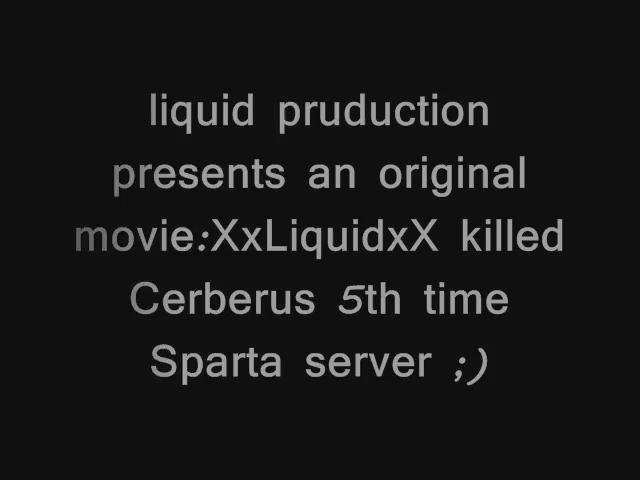 liquid pruduction
presents an original
movie:XxLiquidxX killed
Cerberus 5th time
Sparta server ;)